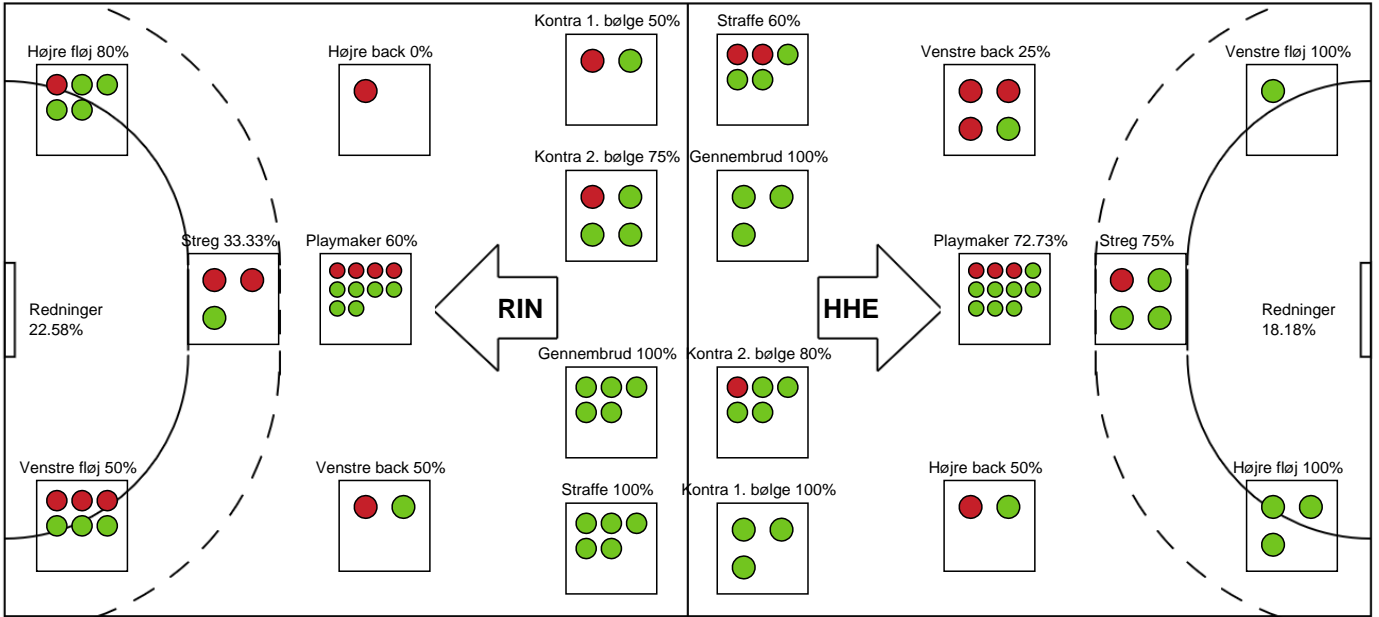 Kontra 1. bølge 50%
Straffe 60%
Højre fløj 80%
Højre back 0%
Venstre back 25%
Venstre fløj 100%
Kontra 2. bølge 75%
Gennembrud 100%
Streg 33.33%
Playmaker 60%
Playmaker 72.73%
Streg 75%
Redninger
22.58%
RIN
HHE
Redninger
18.18%
Gennembrud 100%
Kontra 2. bølge 80%
Venstre fløj 50%
Venstre back 50%
Højre back 50%
Højre fløj 100%
Straffe 100%
Kontra 1. bølge 100%